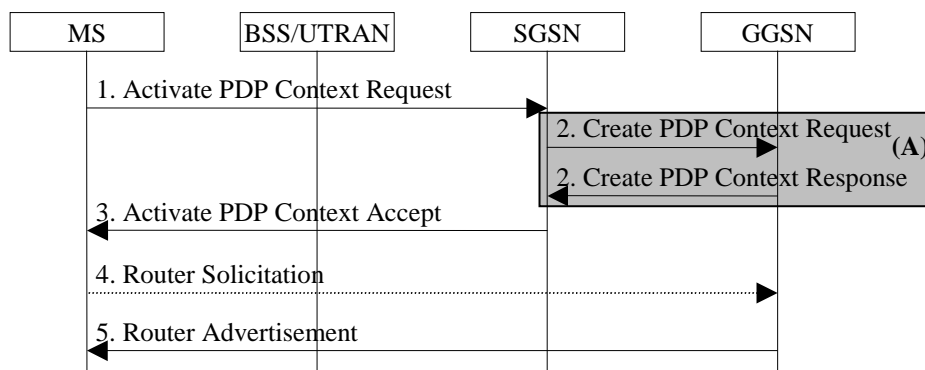 MS BSS/UTRAN SGSN GGSN
1. Activate PDP Context Request
2. Create PDP Context Request
(A)
2. Create PDP Context Response
3. Activate PDP Context Accept
4. Router Solicitation
5. Router Advertisement